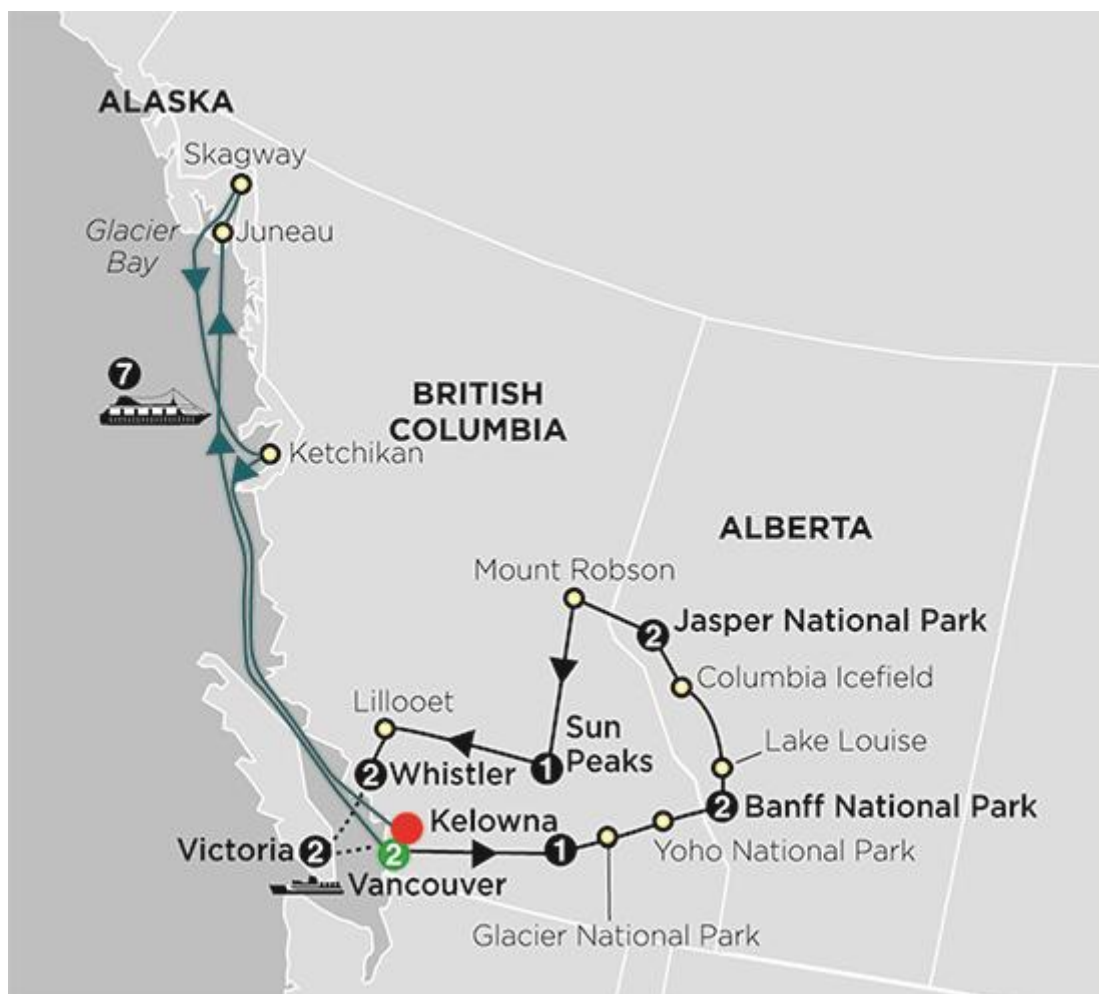 ALASKA
Skagway
Glacier
Bay
Juneau
7
BRITISH
COLUMBIA
Ketchikan
ALBERTA
Mount Robson
2
Jasper National Park
Columbia Icefield
Lillooet
Sun
Peaks
1
Lake Louise
2
Whistler
2
Banff National Park
Kelowna
1
Yoho National Park
Victoria
2
2
Vancouver
Glacier National Park